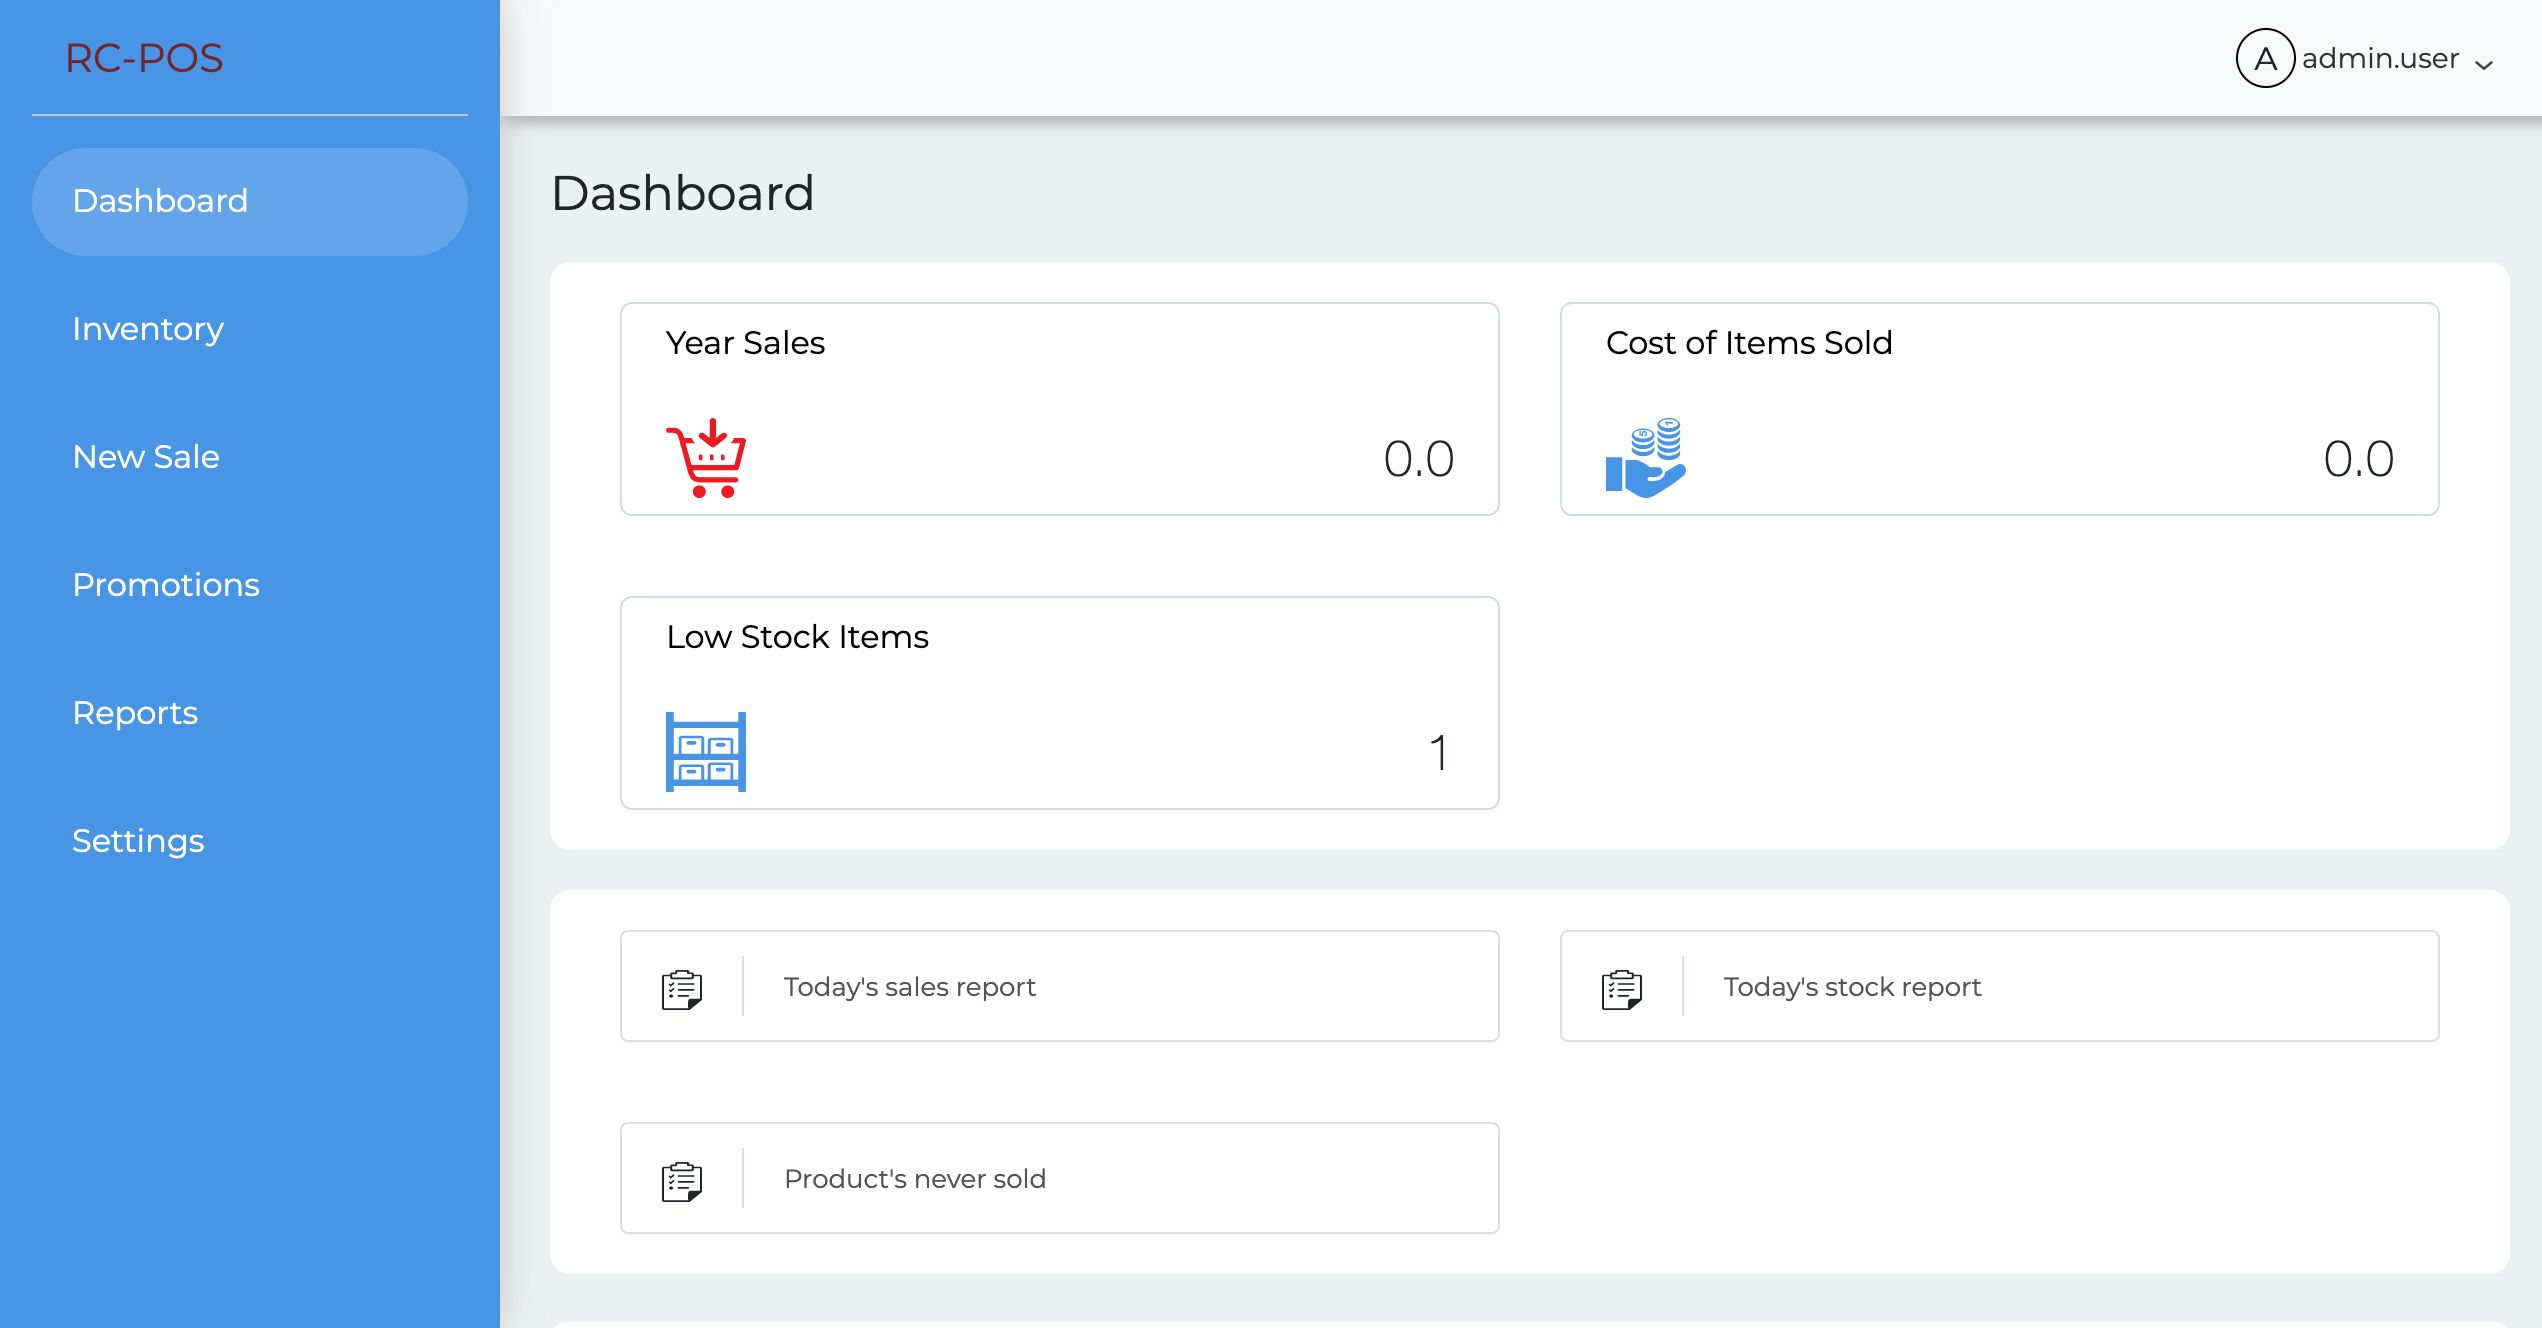 RC-POS
A admin.user
Dashboard
Inventory
New Sale
Promotions
Reports
Settings
Dashboard
Year Sales
0.0
Cost of Items Sold
0.0
Low Stock Items
1
Today's sales report
Today's stock report
Product's never sold